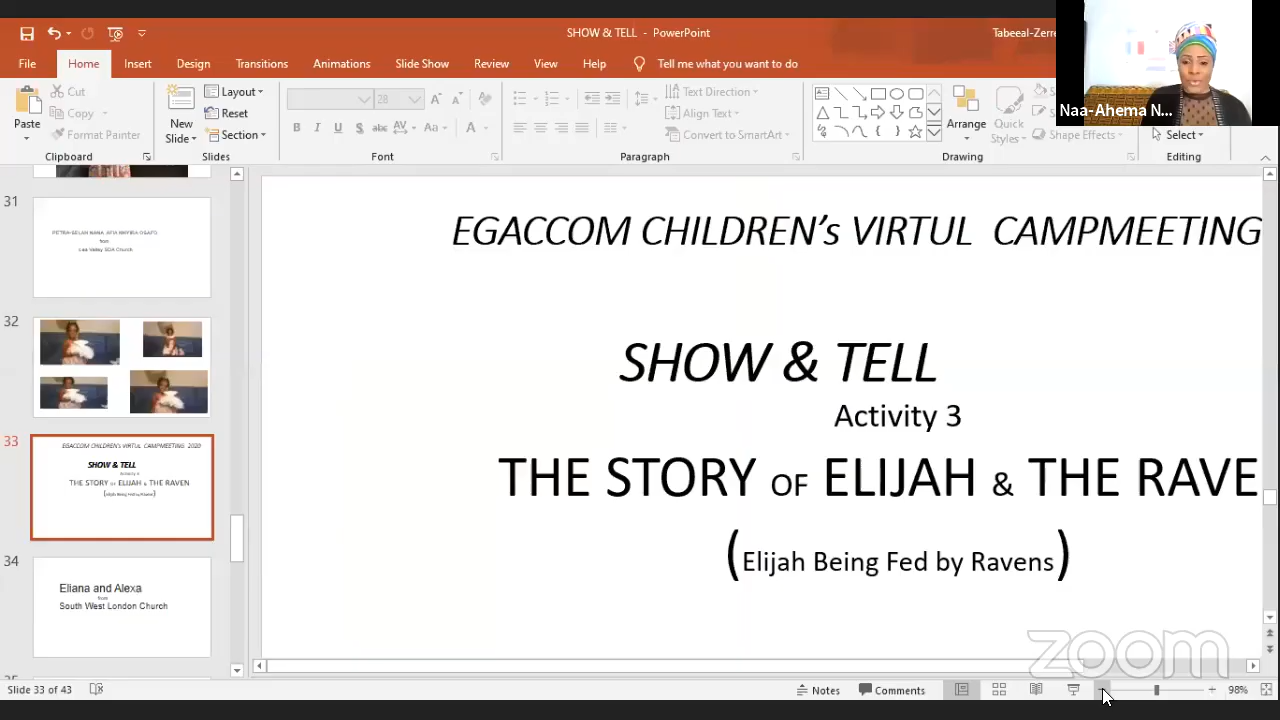 SHOW & TELL - PowerPoint
Tabeeal-Zerre
File Home Insert Design Transitions Animations Slide Show Review View Help Tell me what you want to do
Naa-Ahema N...
Paste
Cut
Copy
Format Painter
Clipboard
New
Slide
Layout
Reset
Section
Slides
28
B I U S abc AV Aa A
Font
Text Direction
Align Text
Convert to SmartArt
Paragraph
Arrange
Quick
Styles
Shape Effects
Drawing
Select
Editing
31
from
Lea Valley SDA Church
32
33
EGACCOM CHILDREN's VIRTUL CAMPMEETING 2020
SHOW & TELL
Activity 3
THE STORY OF ELIJAH & THE RAVEN
(Elijah Being Fed by Ravens)
34
Eliana and Alexa
from
South West London Church
EGACCOM CHILDREN's VIRTUL CAMPMEETING
SHOW & TELL
Activity 3
THE STORY OF ELIJAH & THE RAVE
(Elijah Being Fed by Ravens)
zoom
Slide 33 of 43
Notes
Comments
98%